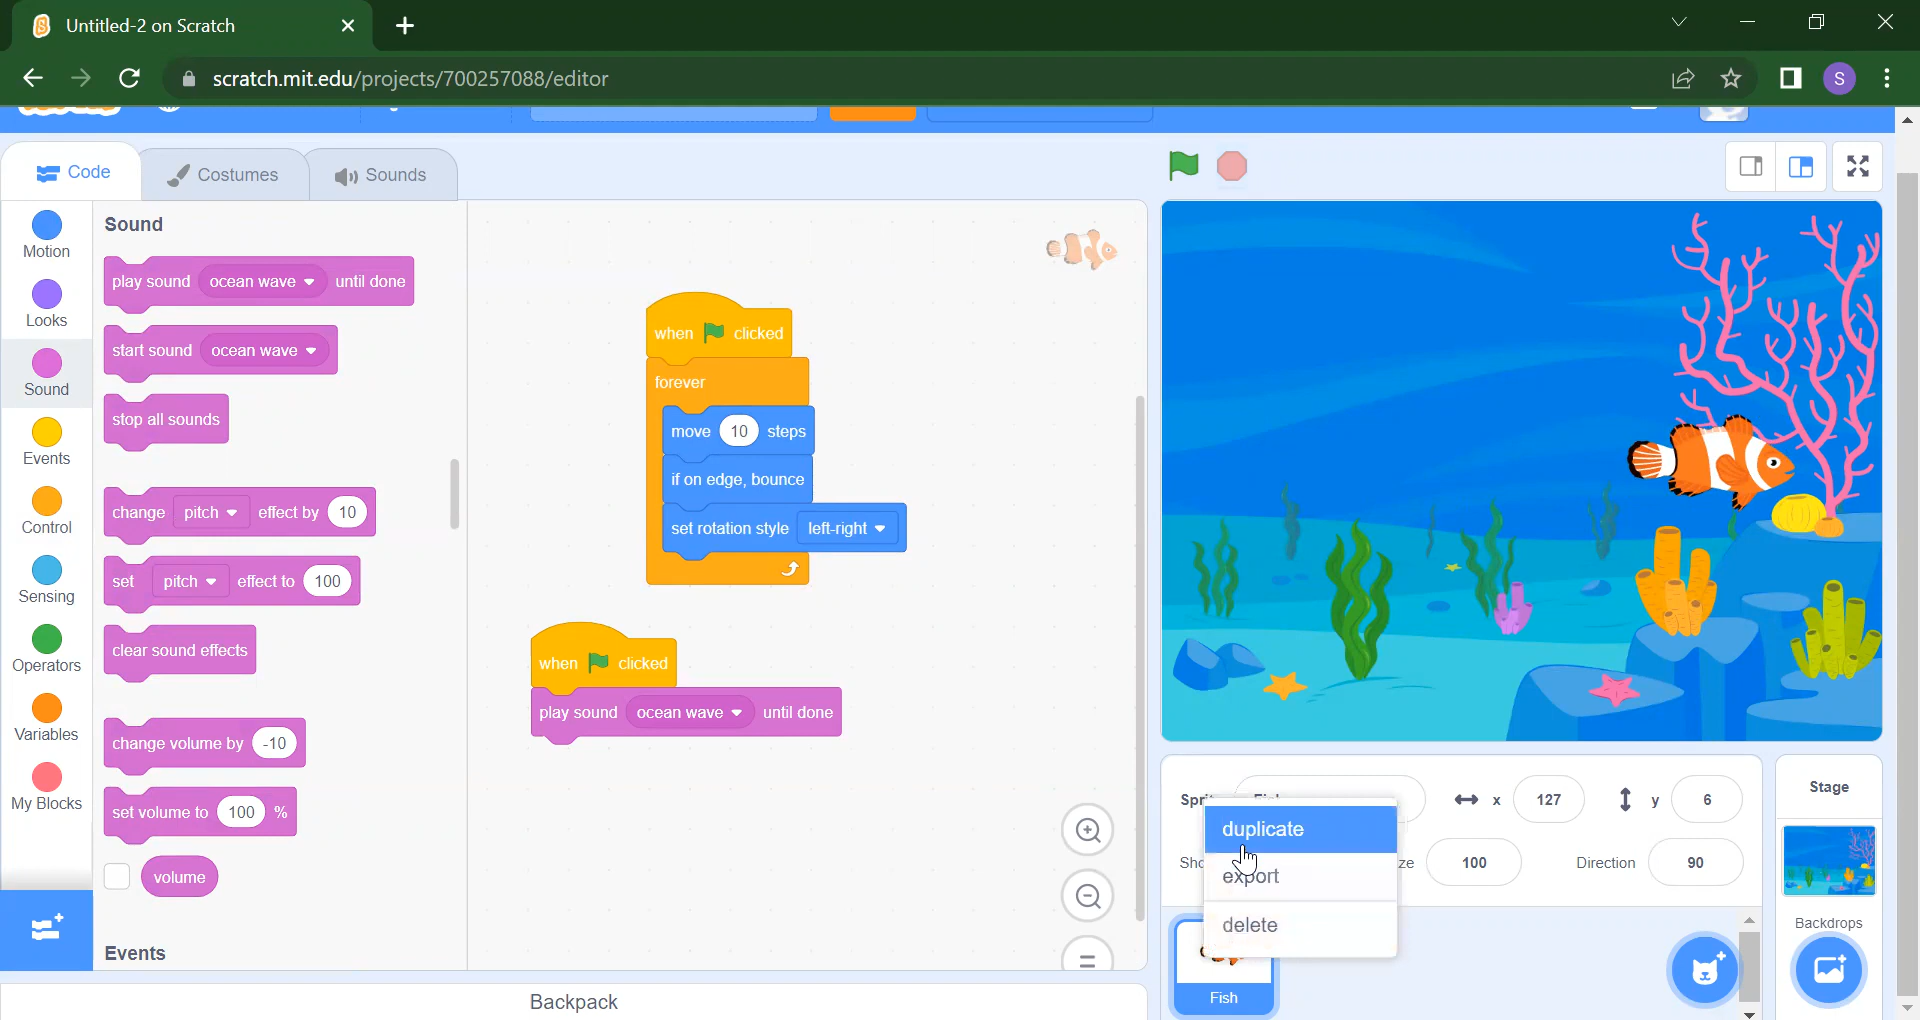 Untitled-2 on Scratch
scratch.mit.edu/projects/700257088/editor
S
Code
Costumes
Sounds
Motion
Looks
Sound
Events
Control
Sensing
Operators
Variables
My Blocks
Sound
play sound ocean wave until done
start sound ocean wave
stop all sounds
change pitch effect by 10
set pitch effect to 100
clear sound effects
change volume by -10
set volume to 100 %
volume
Events
when clicked
forever
move 10 steps
if on edge, bounce
set rotation style left-right
when clicked
play sound ocean wave until done
Backpack
x 127
y 6
100
Direction 90
duplicate
export
delete
Fish
Stage
Backdrops